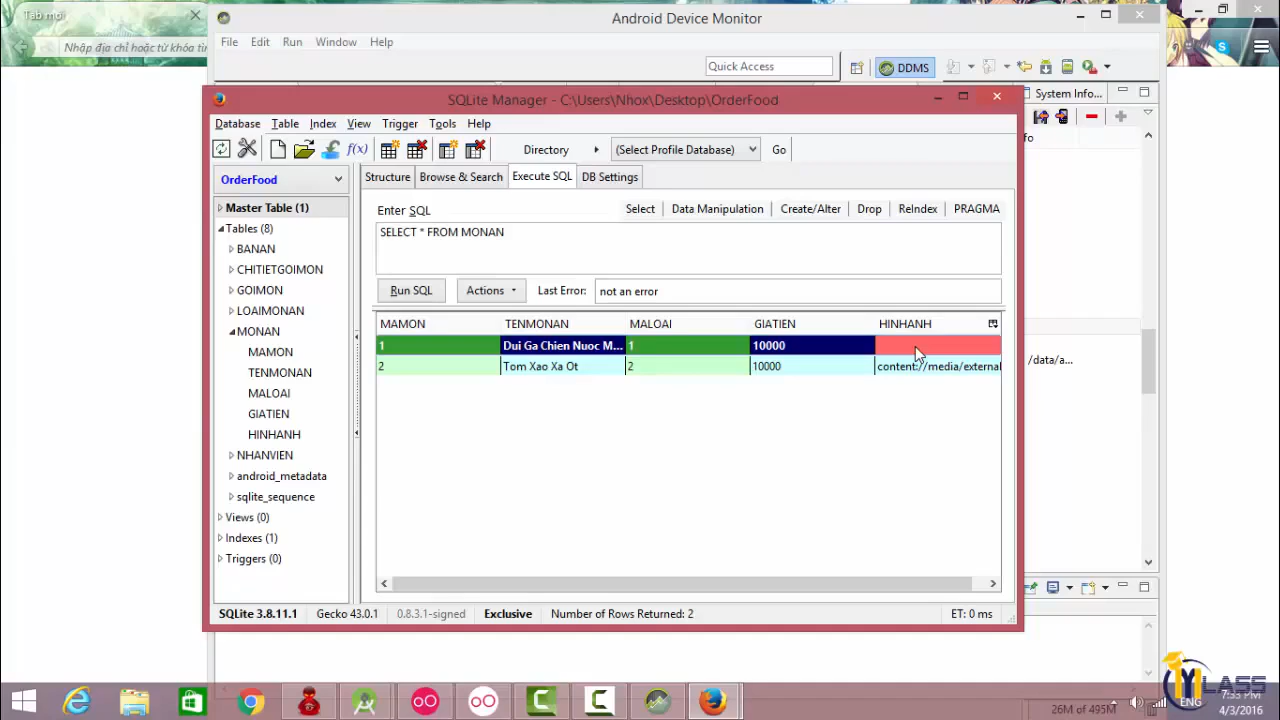 Tab mới
Nhập địa chỉ hoặc từ khóa tìm
Android Device Monitor
File Edit Run Window Help
Quick Access
DDMS
SQLite Manager - C:\Users\Nhox\Desktop\OrderFood
System Info...
Database Table Index View Trigger Tools Help
f(x)
Directory
(Select Profile Database)
Go
OrderFood
Structure
Browse & Search
Execute SQL
DB Settings
Master Table (1)
Tables (8)
BANAN
CHITIETGOIMON
GOIMON
LOAIMONAN
MONAN
MAMON
TENMONAN
MALOAI
GIATIEN
HINHANH
NHANVIEN
android_metadata
sqlite_sequence
Views (0)
Indexes (1)
Triggers (0)
Enter SQL
Select
Data Manipulation
Create/Alter
Drop
ReIndex
PRAGMA
SELECT * FROM MONAN
Run SQL
Actions
Last Error:
not an error
MAMON TENMONAN MALOAI GIATIEN HINHANH
1 Dui Ga Chien Nuoc M... 1 10000
2 Tom Xao Xa Ot 2 10000 content://media/external
/data/a...
SQLite 3.8.11.1 Gecko 43.0.1 0.8.3.1-signed Exclusive Number of Rows Returned: 2 ET: 0 ms
26M of 495M
ENG
7:53 PM
4/3/2016